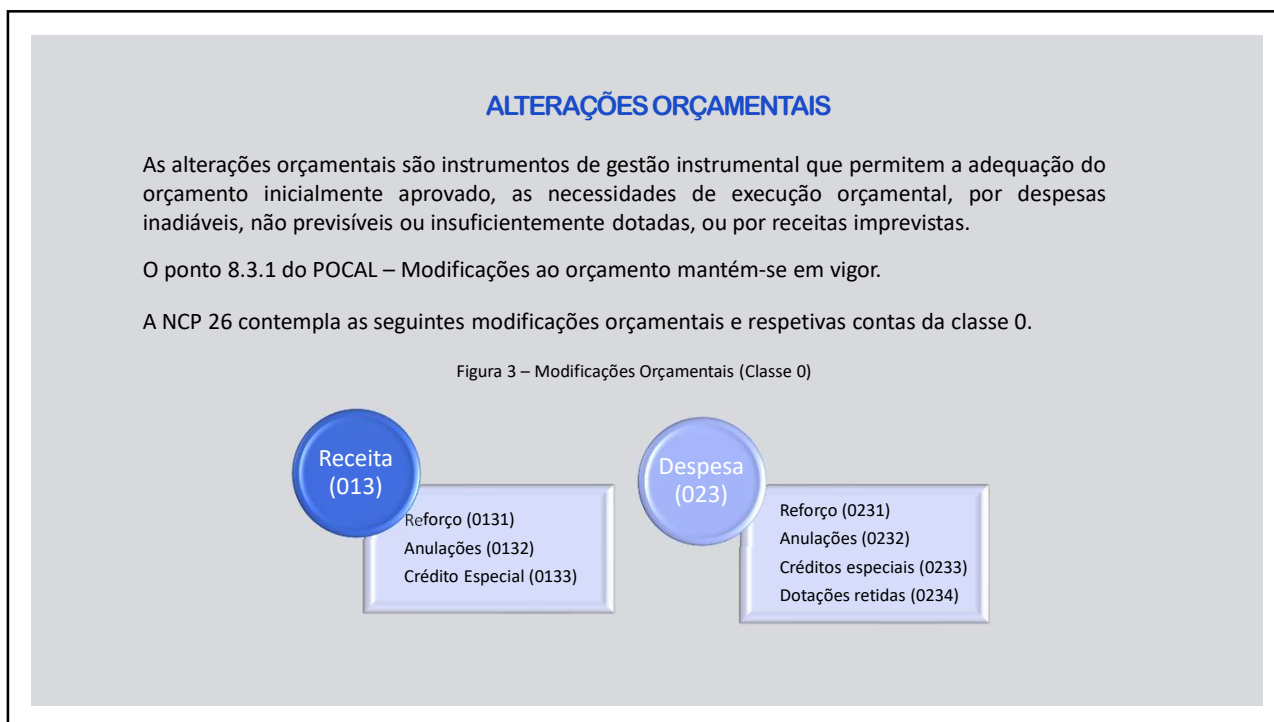 ALTERAÇÕES ORÇAMENTAIS
As alterações orçamentais são instrumentos de gestão instrumental que permitem a adequação do
orçamento inicialmente aprovado, as necessidades de execução orçamental, por despesas
inadiáveis, não previsíveis ou insuficientemente dotadas, ou por receitas imprevistas.
O ponto 8.3.1 do POCAL – Modificações ao orçamento mantém-se em vigor.
A NCP 26 contempla as seguintes modificações orçamentais e respetivas contas da classe 0.
Figura 3 – Modificações Orçamentais (Classe 0)
Receita
(013)
Reforço (0131)
Anulações (0132)
Crédito Especial (0133)
Despesa
(023)
Reforço (0231)
Anulações (0232)
Créditos especiais (0233)
Dotações retidas (0234)